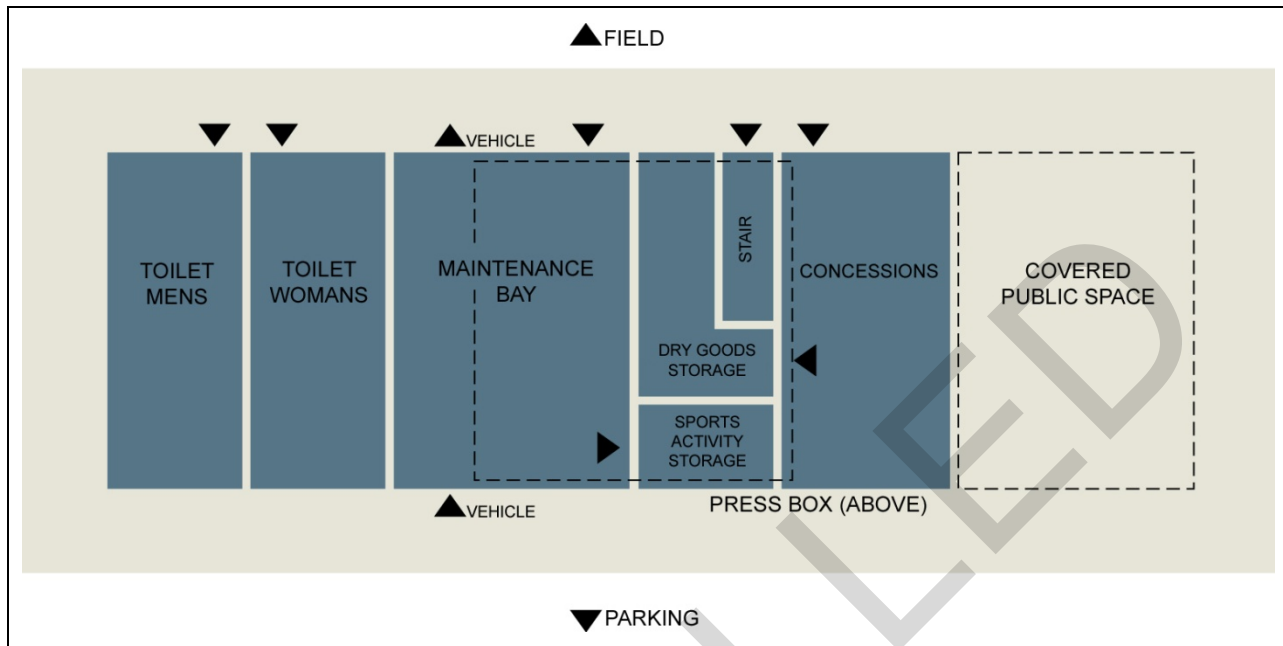 FIELD
VEHICLE
TOILET
MENS
TOILET
WOMANS
MAINTENANCE
BAY
STAIR
CONCESSIONS
COVERED
PUBLIC SPACE
DRY GOODS
STORAGE
SPORTS
ACTIVITY
STORAGE
VEHICLE
PRESS BOX (ABOVE)
PARKING
LED